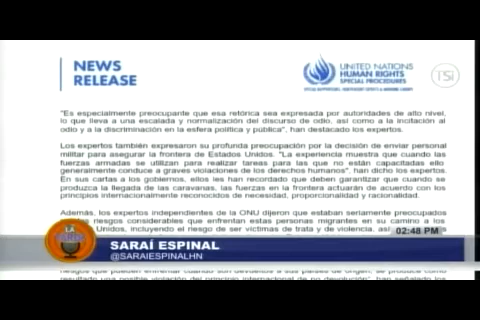 NEWS
RELEASE
UNITED NATIONS
HUMAN RIGHTS
SPECIAL PROCEDURES
TSi
"Es especialmente preocupante que esa retórica sea expresada por autoridades de alto nivel,
lo que lleva a una escalada y normalización del discurso de odio, así como a la incitación al
odio y a la discriminación en la esfera política y pública", han destacado los expertos.
Los expertos también expresaron su profunda preocupación por la decisión de enviar personal
militar para asegurar la frontera de Estados Unidos. "La experiencia muestra que cuando las
fuerzas armadas se utilizan para realizar tareas para las que no están capacitadas ello
generalmente conduce a graves violaciones de los derechos humanos", han dicho los expertos.
En sus cartas a los gobiernos, ellos les han recordado que deben garantizar que cuando se
produzca la llegada de las caravanas, las fuerzas en la frontera actuarán de acuerdo con los
principios internacionalmente reconocidos de necesidad, proporcionalidad y racionalidad.
Además, los expertos independientes de la ONU dijeron que estaban seriamente preocupados
riesgos considerables que enfrentan estas personas migrantes en su camino a los
Unidos, incluyendo el riesgo de ser víctimas de trata y de violencia,
02:48 PM
SARAÍ ESPINAL
@SARAIESPINALHN